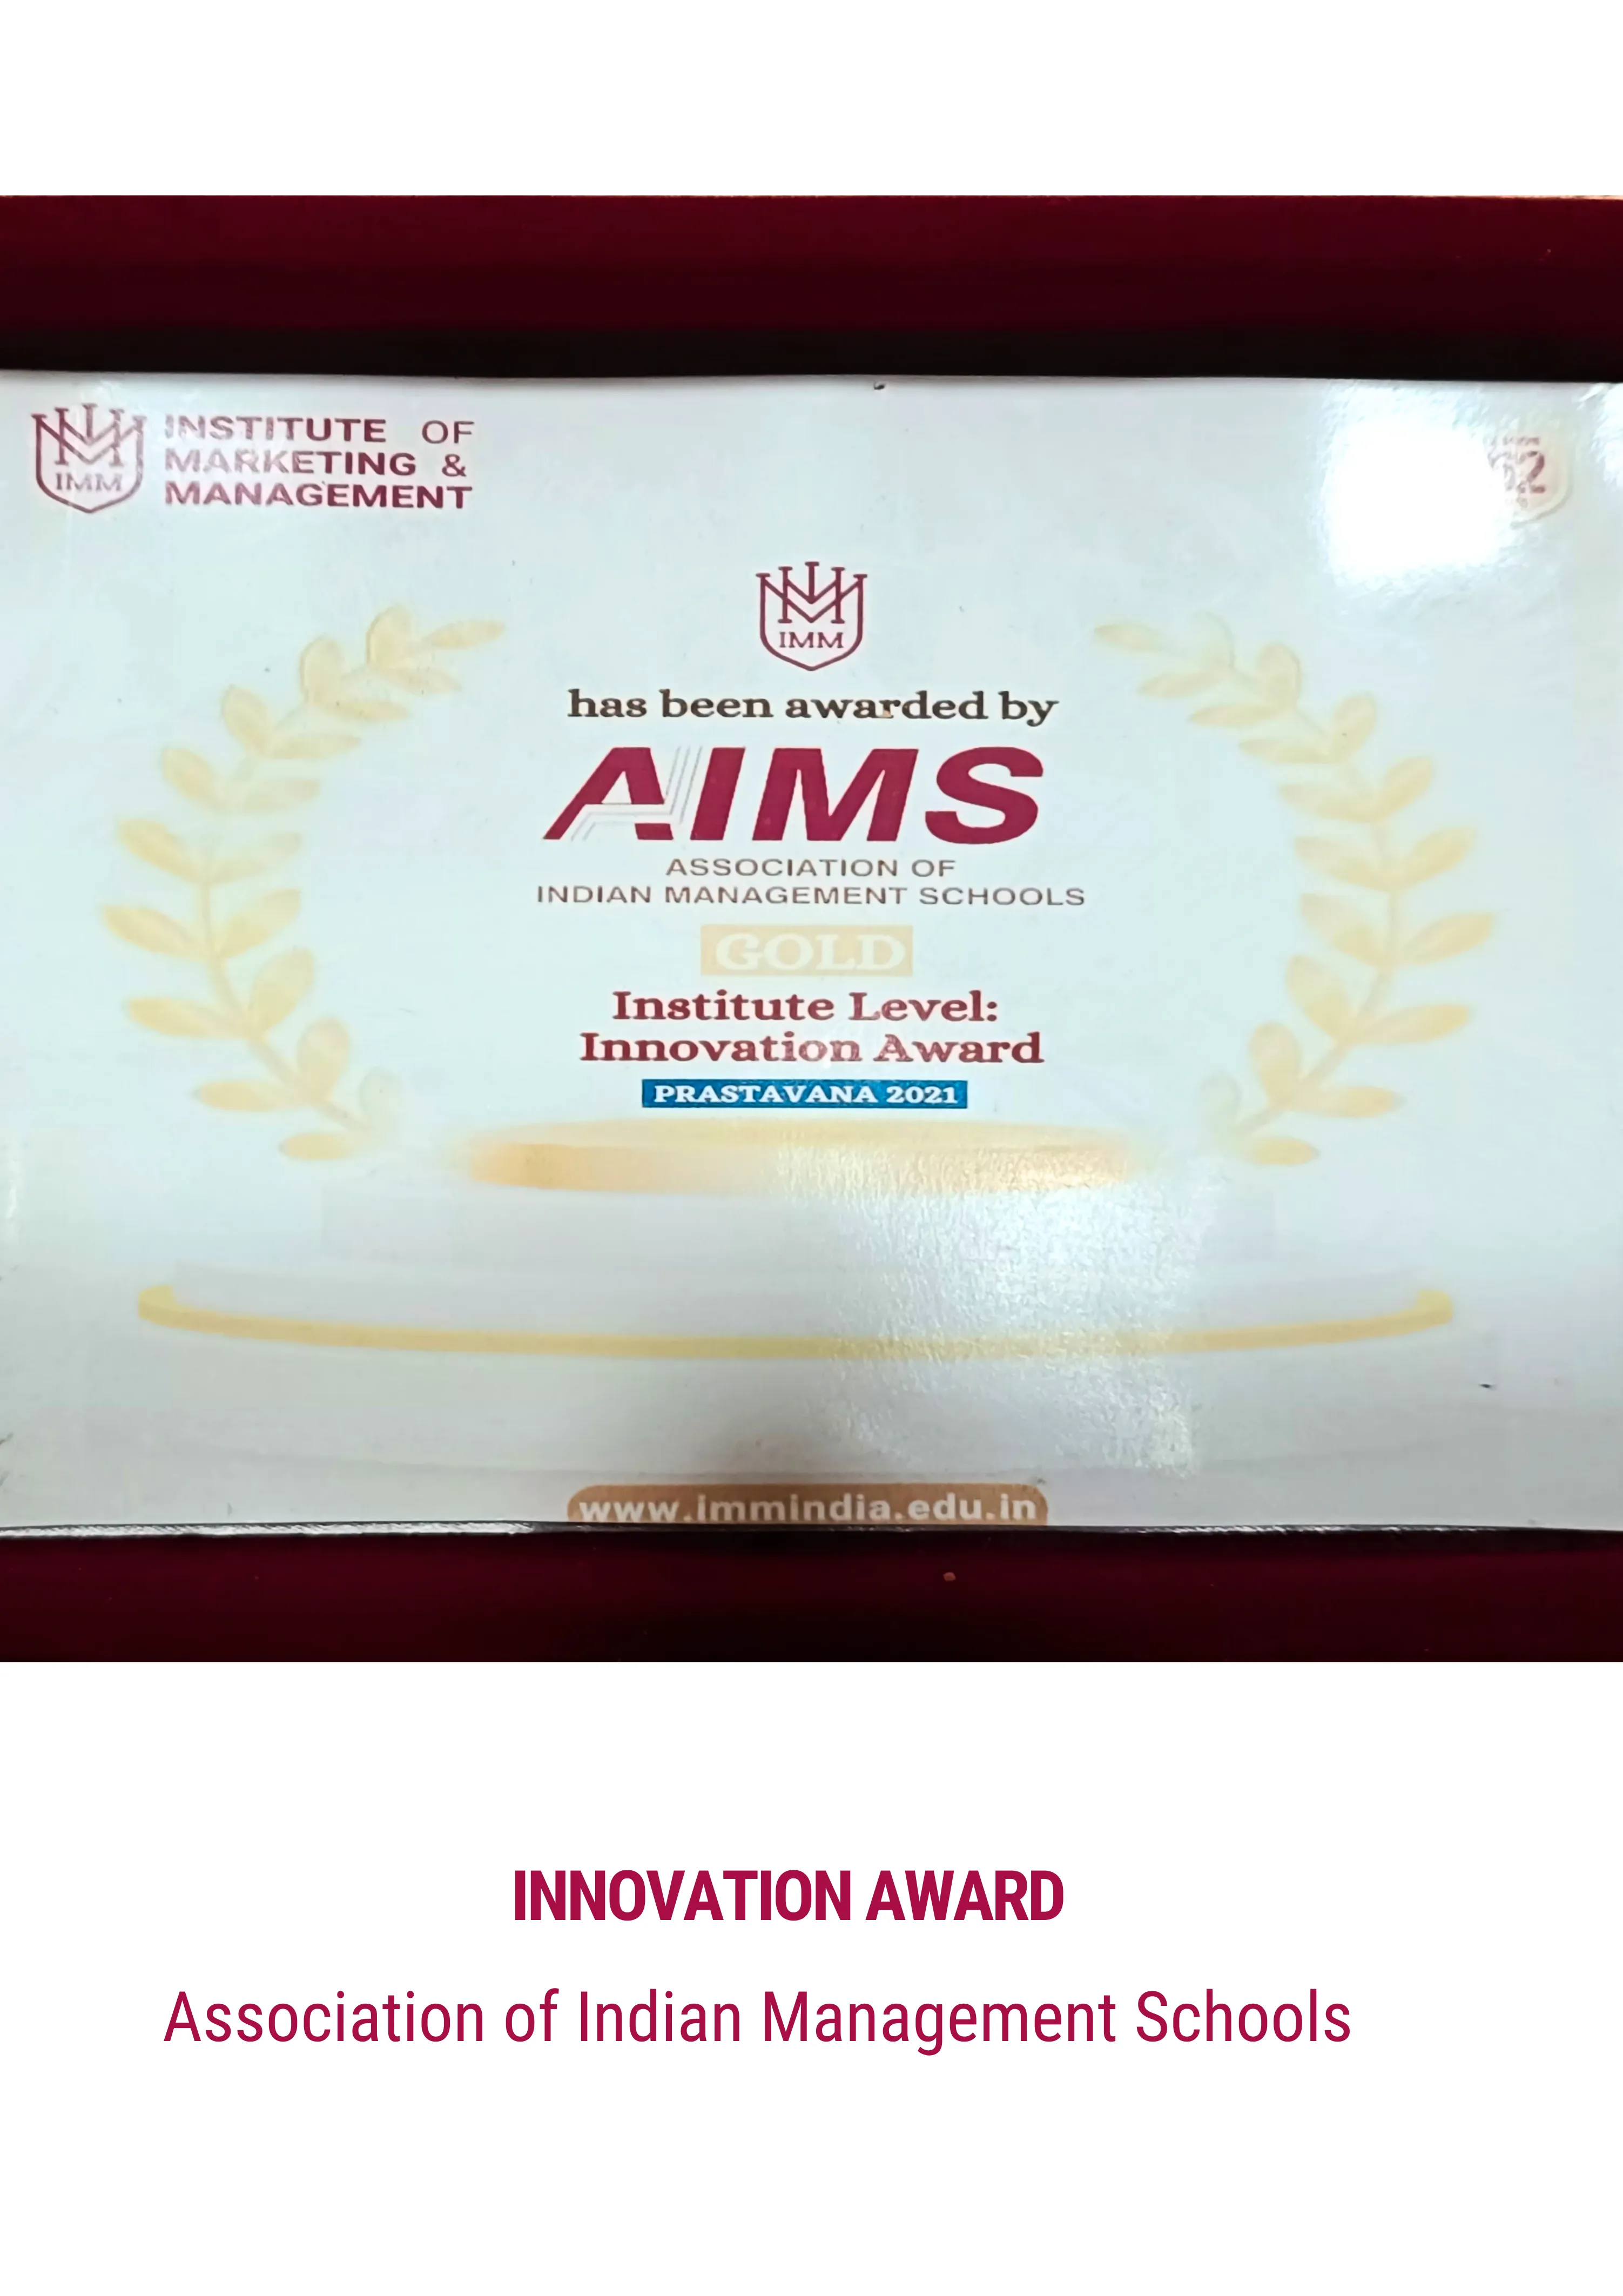 INSTITUTE OF
MARKETING &
MANAGEMENT
IMM
IMM
has been awarded by
AIMS
ASSOCIATION OF
INDIAN MANAGEMENT SCHOOLS
GOLD
Institute Level:
Innovation Award
PRASTAVANA 2021
www.immindia.edu.in
INNOVATION AWARD
Association of Indian Management Schools